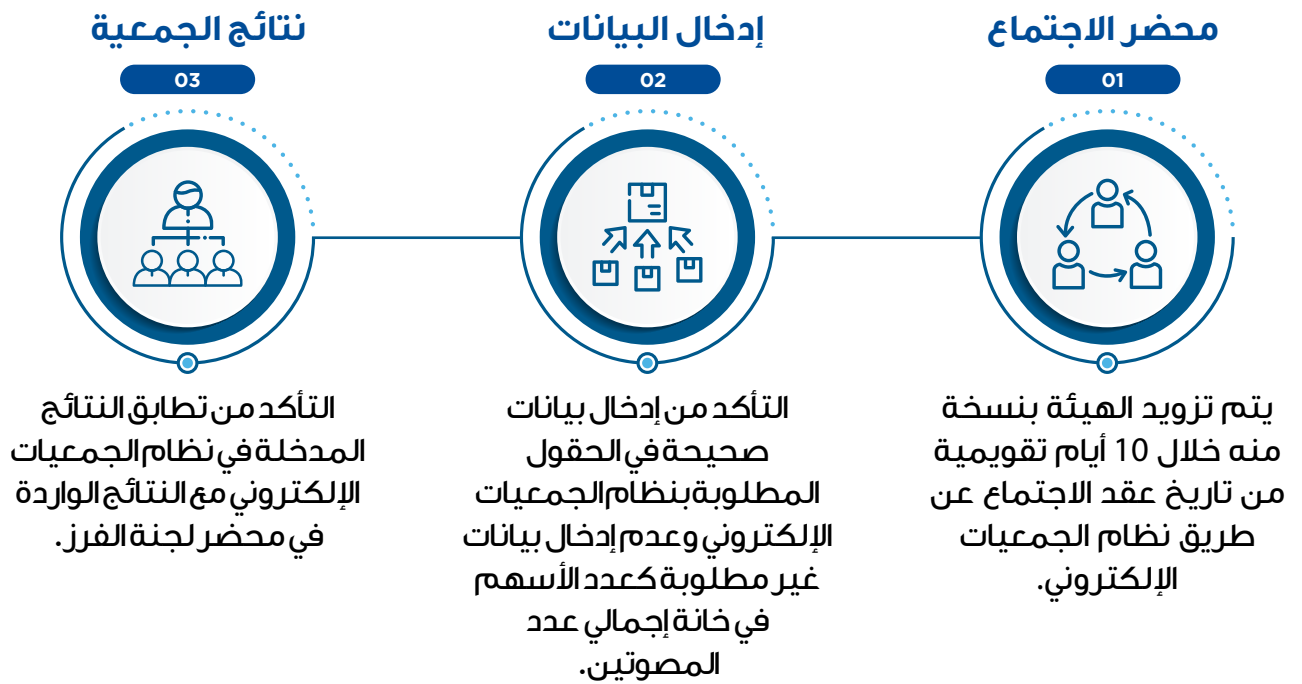 محضر الاجتماع
01
يتم تزويد الهيئة بنسخة
منه خلال 10 أيام تقويمية
من تاريخ عقد الاجتماع عن
طريق نظام الجمعيات
الإلكتروني.
إدخال البيانات
02
التأكد من إدخال بيانات
صحيحة في الحقول
المطلوبة بنظام الجمعيات
الإلكتروني وعدم إدخال بيانات
غير مطلوبة كعدد الأسهم
في خانة إجمالي عدد
المصوتين.
نتائج الجمعية
03
التأكد من تطابق النتائج
المدخلة في نظام الجمعيات
الإلكتروني مع النتائج الواردة
في محضر لجنة الفرز.